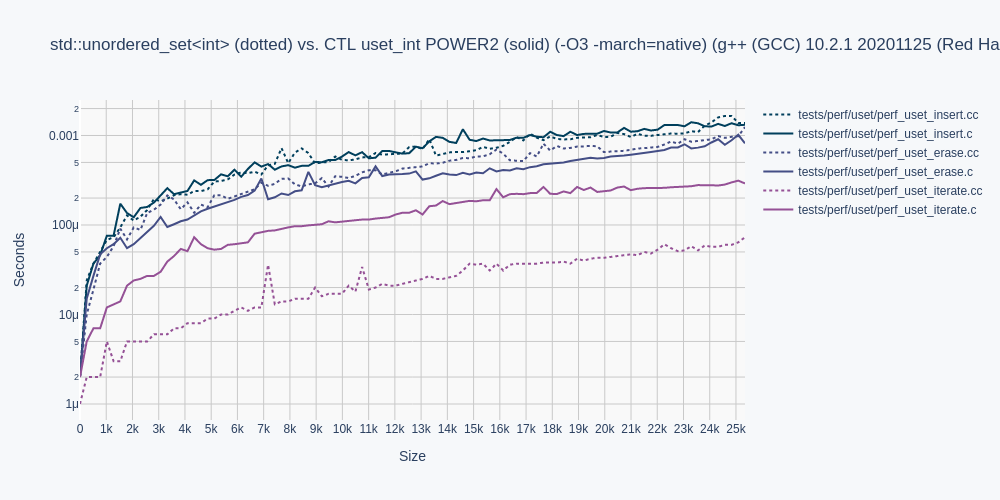 std::unordered_set<int> (dotted) vs. CTL uset_int POWER2 (solid) (-O3 -march=native) (g++ (GCC) 10.2.1 20201125 (Red Ha
2
0.001
5
2
100μ
5
2
10μ
5
2
1μ
Seconds
0 1k 2k 3k 4k 5k 6k 7k 8k 9k 10k 11k 12k 13k 14k 15k 16k 17k 18k 19k 20k 21k 22k 23k 24k 25k
Size
tests/perf/uset/perf_uset_insert.cc
tests/perf/uset/perf_uset_insert.c
tests/perf/uset/perf_uset_erase.cc
tests/perf/uset/perf_uset_erase.c
tests/perf/uset/perf_uset_iterate.cc
tests/perf/uset/perf_uset_iterate.c